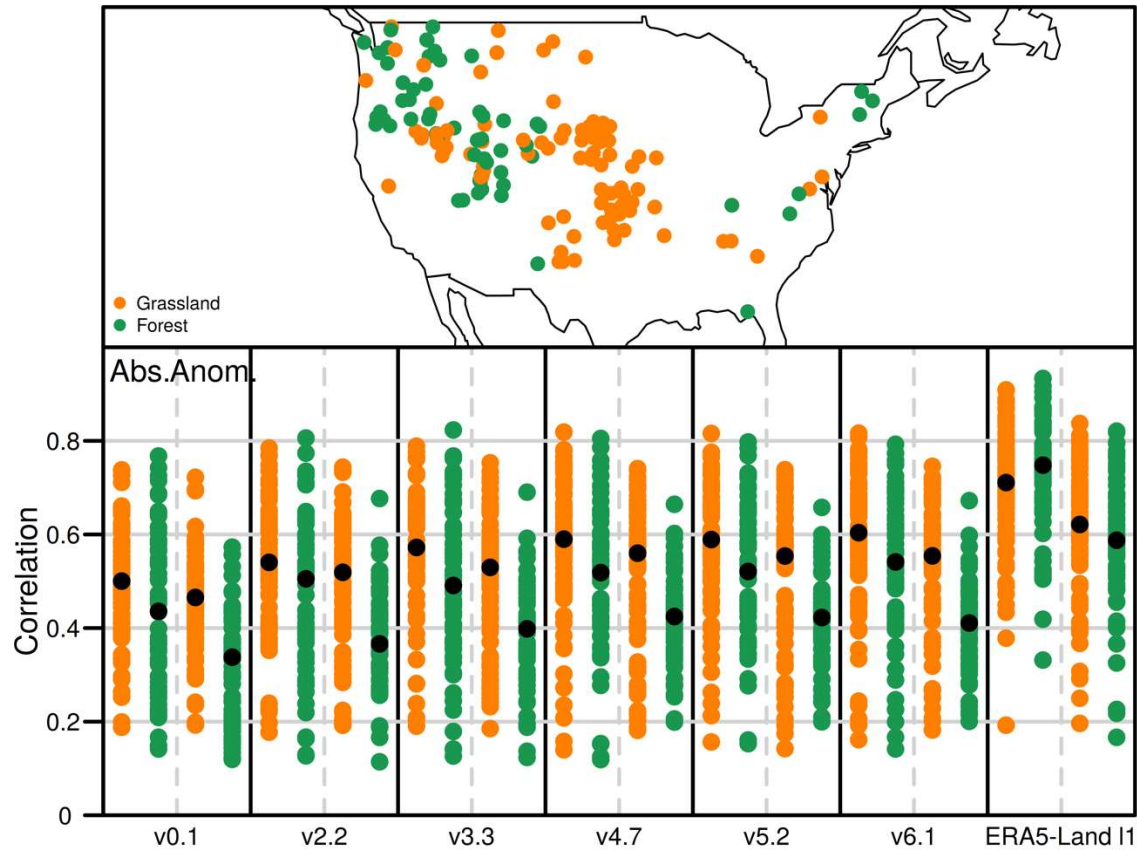 Grassland
Forest
Abs.Anom.
Correlation
0.8
0.6
0.4
0.2
0
v0.1 v2.2 v3.3 v4.7 v5.2 v6.1 ERA5-Land l1